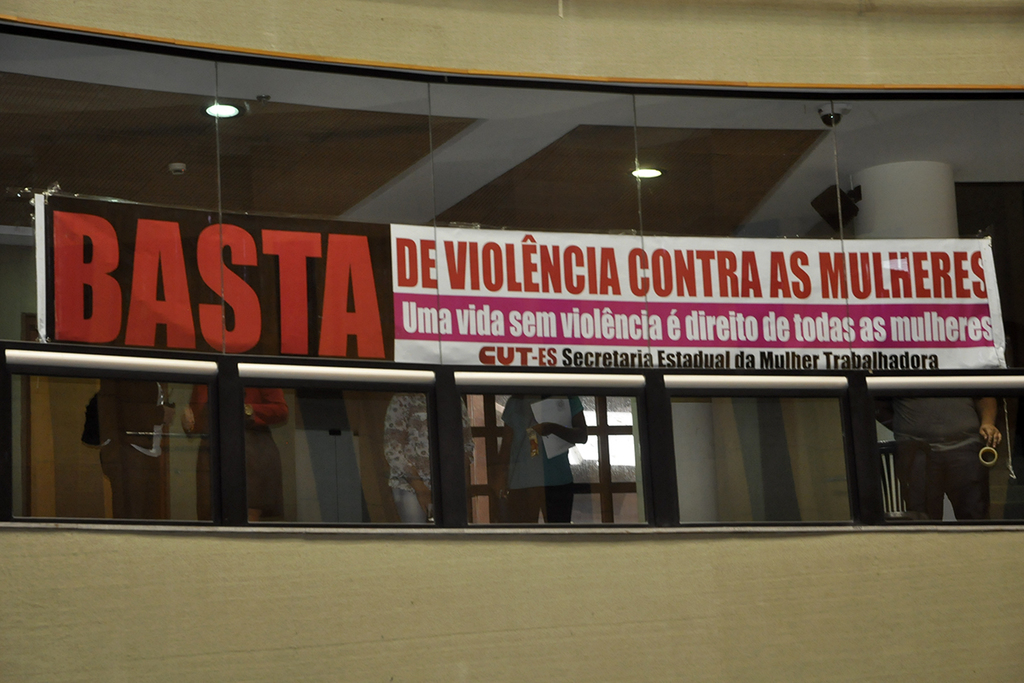 BASTA
DE VIOLÊNCIA CONTRA AS MULHERES
Uma vida sem violência é direito de todas as mulheres
CUT-ES Secretaria Estadual da Mulher Trabalhadora